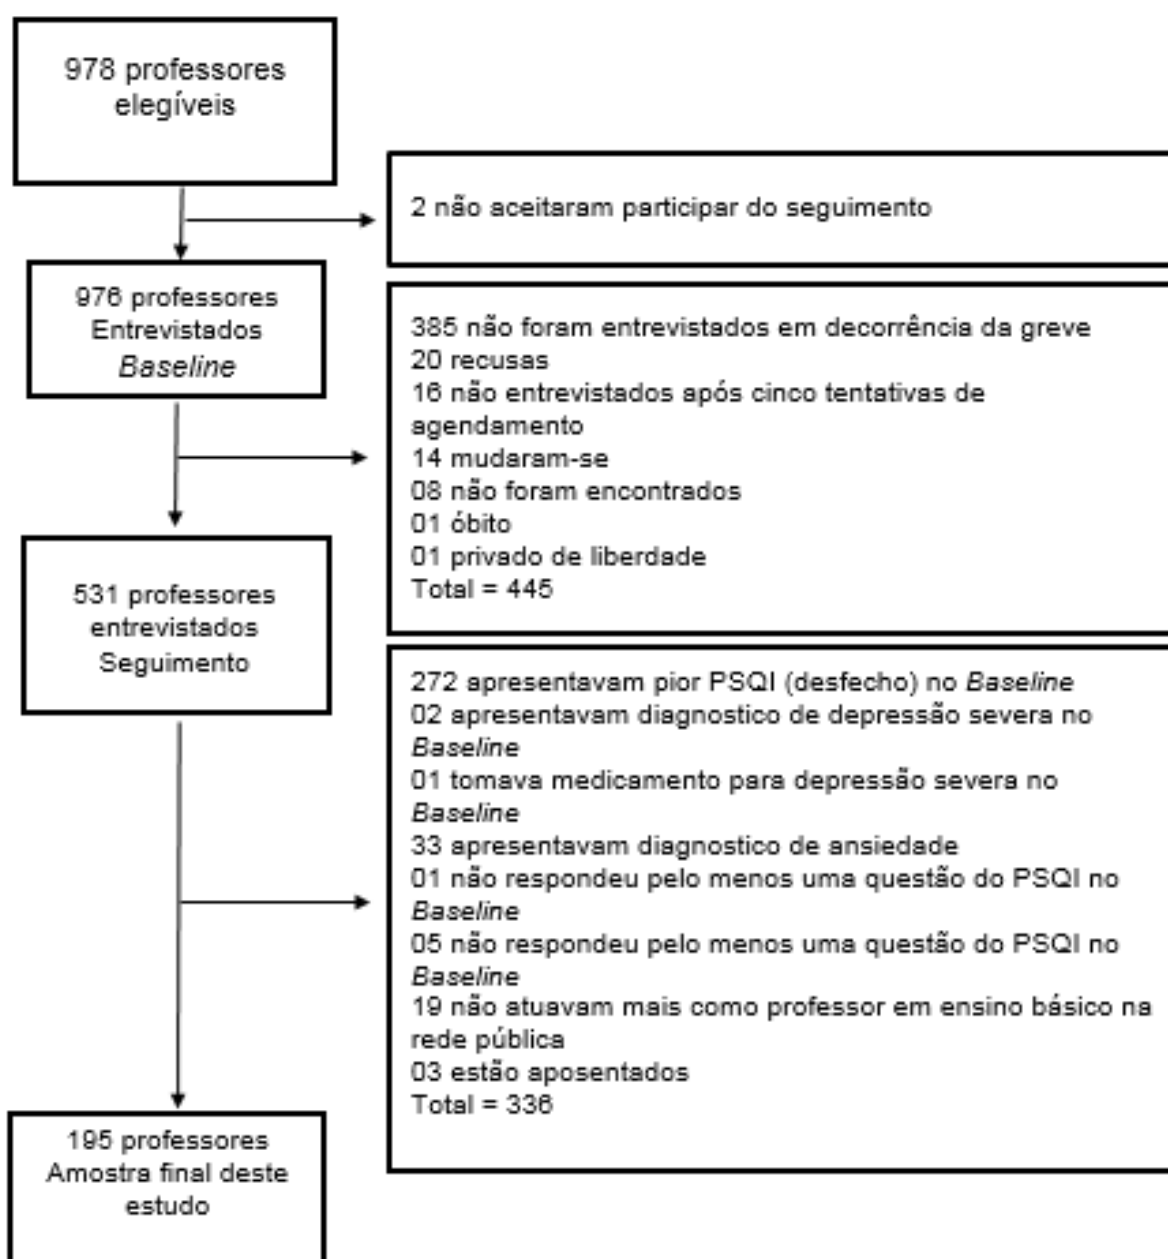 978 professores
elegíveis
2 não aceitaram participar do seguimento
976 professores
Entrevistados
Baseline
385 não foram entrevistados em decorrência da greve
20 recusas
16 não entrevistados após cinco tentativas de
agendamento
14 mudaram-se
08 não foram encontrados
01 óbito
01 privado de liberdade
Total = 445
531 professores
entrevistados
Seguimento
272 apresentavam pior PSQI (desfecho) no Baseline
02 apresentavam diagnostico de depressão severa no
Baseline
01 tomava medicamento para depressão severa no
Baseline
33 apresentavam diagnostico de ansiedade
01 não respondeu pelo menos uma questão do PSQI no
Baseline
05 não respondeu pelo menos uma questão do PSQI no
Baseline
19 não atuavam mais como professor em ensino básico na
rede pública
03 estão aposentados
Total = 336
195 professores
Amostra final deste
estudo